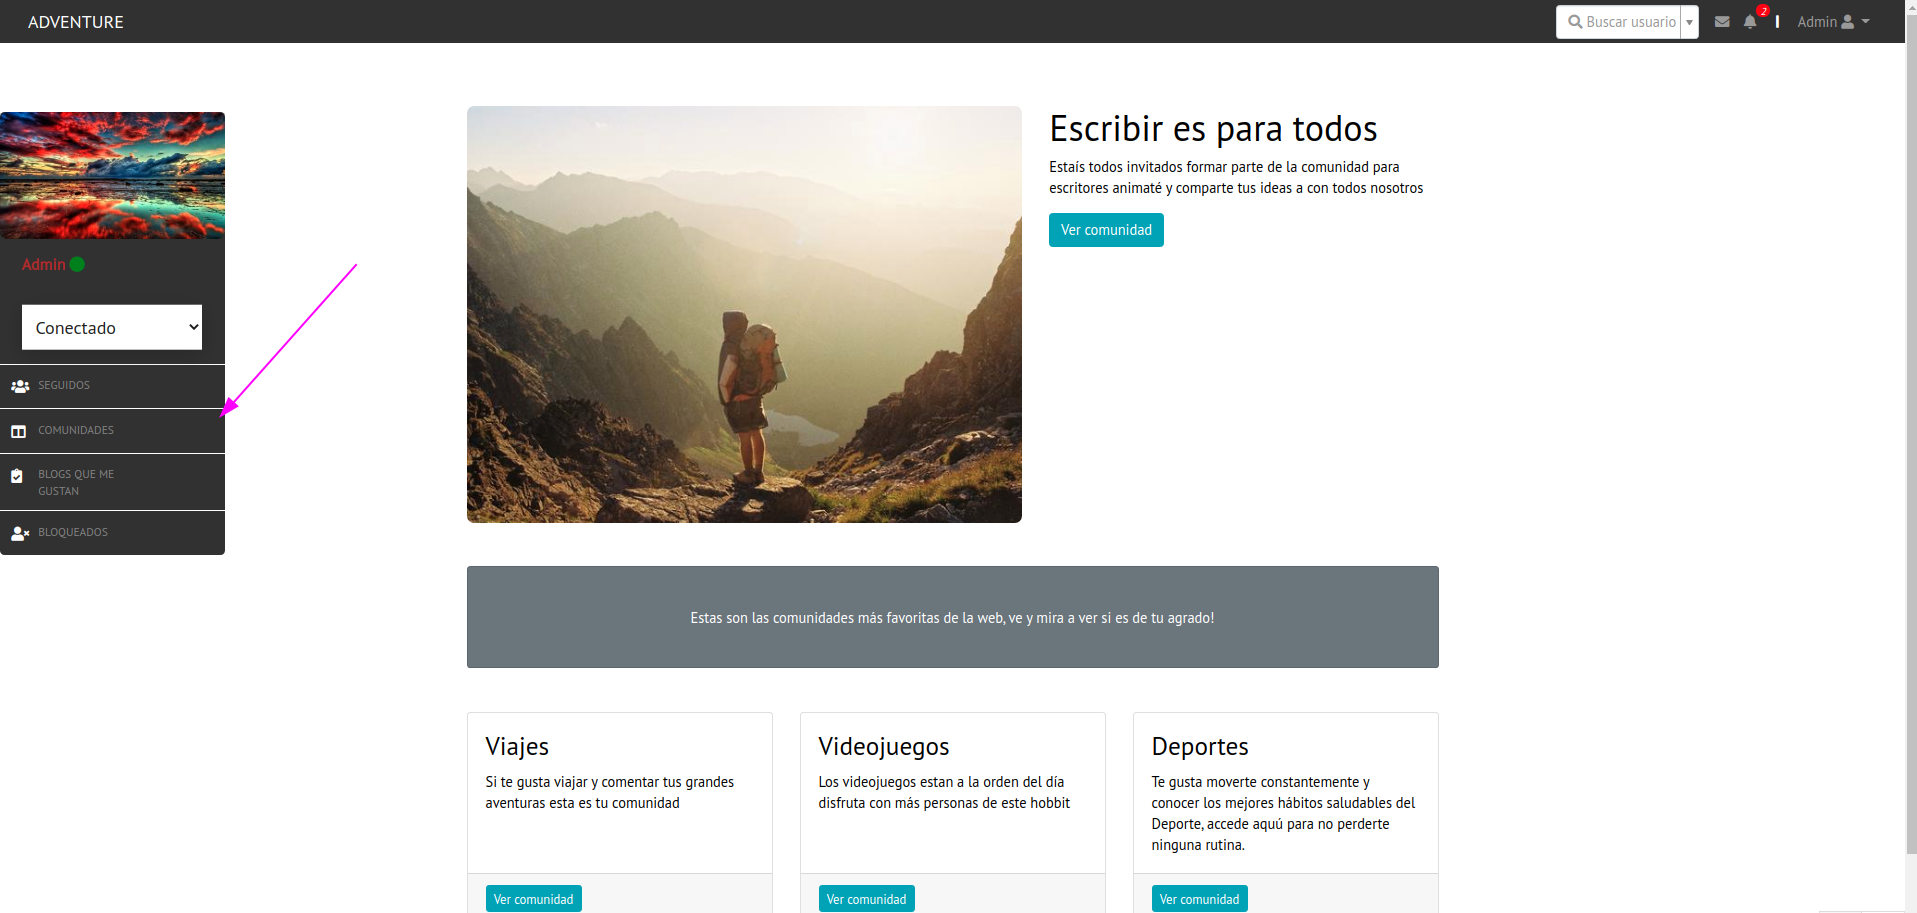 ADVENTURE
Buscar usuario
2
Admin
Admin
Conectado
SEGUIDOS
COMUNIDADES
BLOGS QUE ME
GUSTAN
BLOQUEADOS
Escribir es para todos
Estaís todos invitados formar parte de la comunidad para
escritores animaté y comparte tus ideas a con todos nosotros
Ver comunidad
Estas son las comunidades más favoritas de la web, ve y mira a ver si es de tu agrado!
Viajes
Si te gusta viajar y comentar tus grandes
aventuras esta es tu comunidad
Ver comunidad
Videojuegos
Los videojuegos estan a la orden del día
disfruta con más personas de este hobbit
Ver comunidad
Deportes
Te gusta moverte constantemente y
conocer los mejores hábitos saludables del
Deporte, accede aquú para no perderte
ninguna rutina.
Ver comunidad